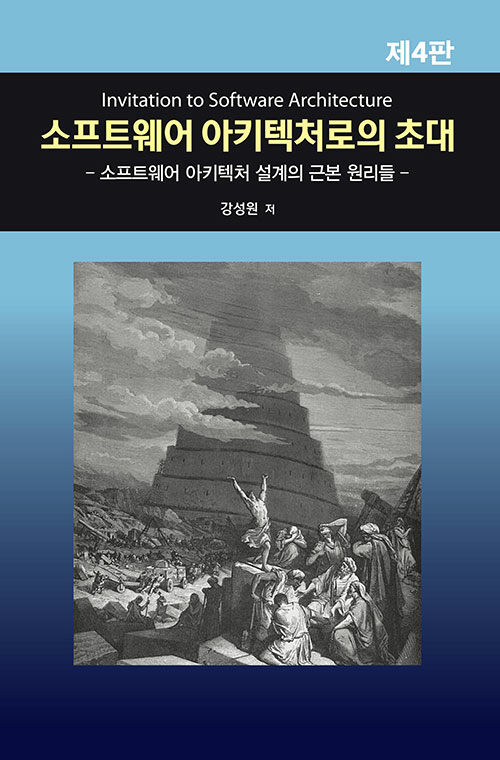 제4판
Invitation to Software Architecture
소프트웨어 아키텍처로의 초대
- 소프트웨어 아키텍처 설계의 근본 원리들 -
강성원 저